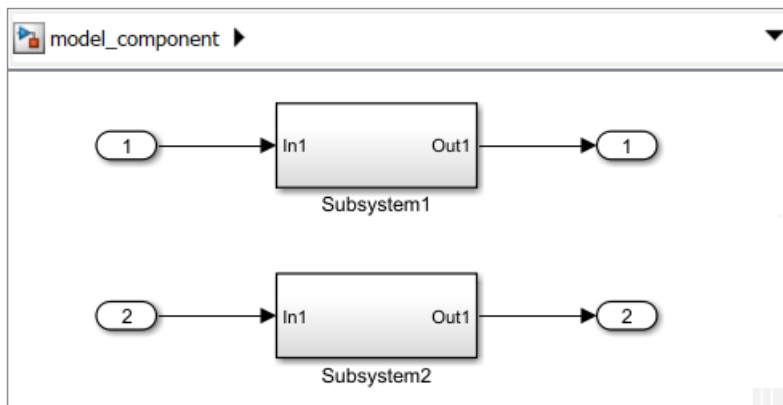 model_component
1 In1 Out1 1
Subsystem1
2 In1 Out1 2
Subsystem2